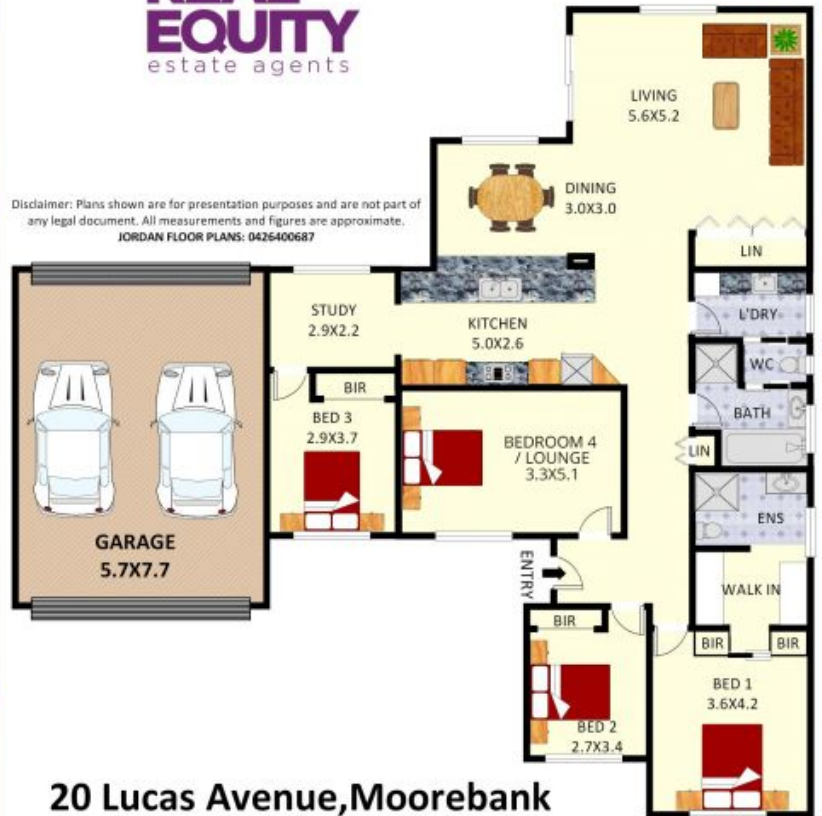 REAL
EQUITY
estate agents
Disclaimer: Plans shown are for presentation purposes and are not part of
any legal document. All measurements and figures are approximate.
JORDAN FLOOR PLANS: 0426400687
LIVING
5.6X5.2
DINING
3.0X3.0
LIN
STUDY
2.9X2.2
KITCHEN
5.0X2.6
L'DRY
WC
BIR
BED 3
2.9X3.7
BEDROOM 4
/ LOUNGE
3.3X5.1
BATH
LIN
GARAGE
5.7X7.7
ENS
ENTRY
WALK IN
BIR
BIR
BIR
BED 1
3.6X4.2
BED 2
2.7X3.4
20 Lucas Avenue,Moorebank